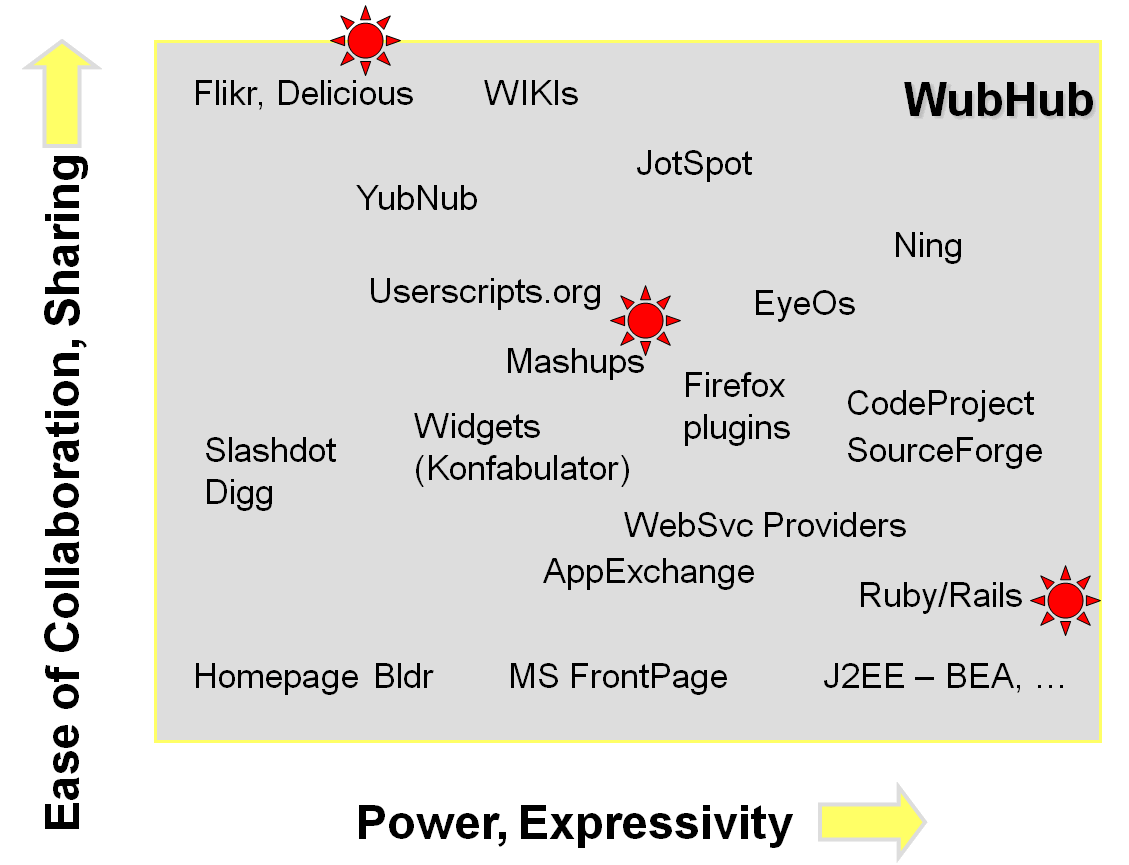 Flikr, Delicious
WIKIs
WubHub
JotSpot
YubNub
Ning
Userscripts.org
EyeOs
Mashups
Firefox
plugins
CodeProject
SourceForge
Widgets
(Konfabulator)
Slashdot
Digg
WebSvc Providers
AppExchange
Ruby/Rails
Homepage Bldr
MS FrontPage
J2EE – BEA, …
Ease of Collaboration, Sharing
Power, Expressivity